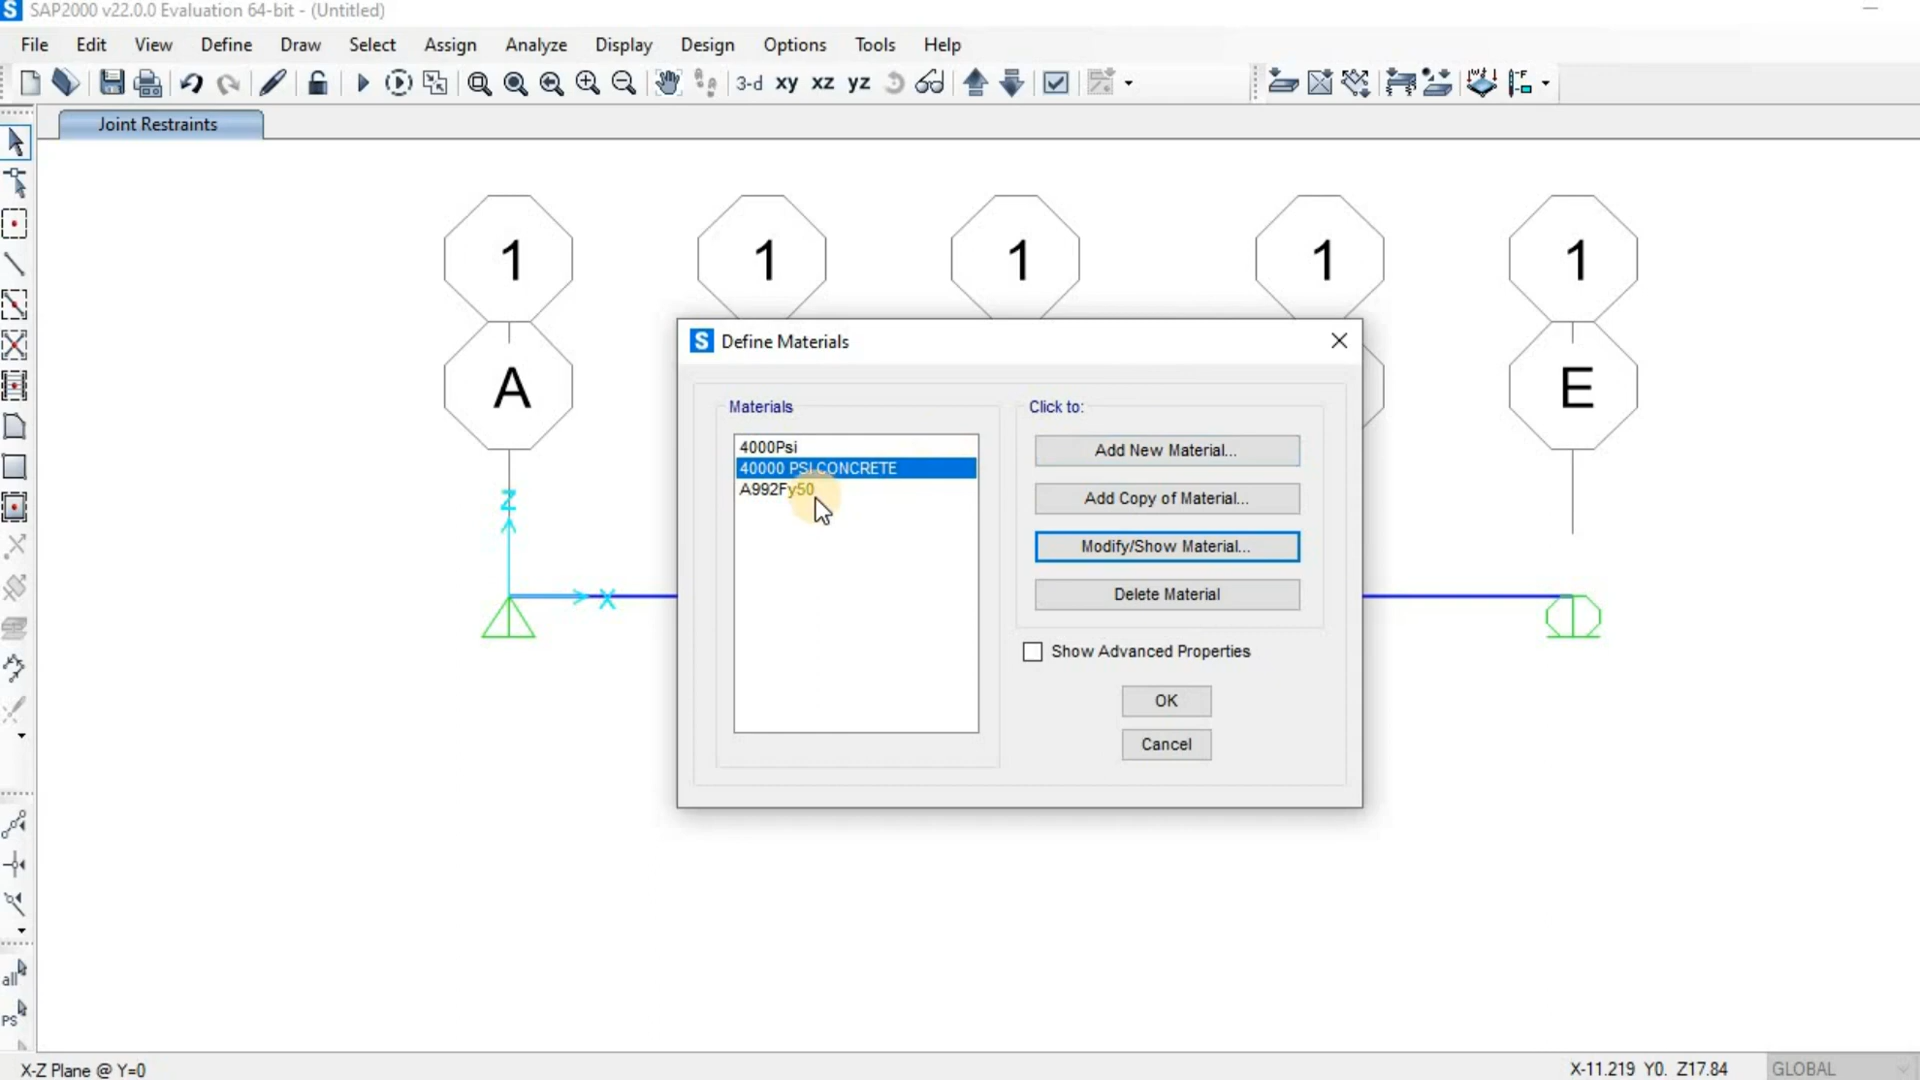 SAP2000 v22.0.0 Evaluation 64-bit - (Untitled)
File Edit View Define Draw Select Assign Analyze Display Design Options Tools Help
3-d xy xz yz
Joint Restraints
1 1 1 1 1
A E
Define Materials
Materials
4000Psi
40000 PSI CONCRETE
A992Fy50
Click to:
Add New Material...
Add Copy of Material...
Modify/Show Material...
Delete Material
Show Advanced Properties
OK
Cancel
Z
X
all
PS
X-Z Plane @ Y=0
X-11.219 Y0. Z17.84
GLOBAL